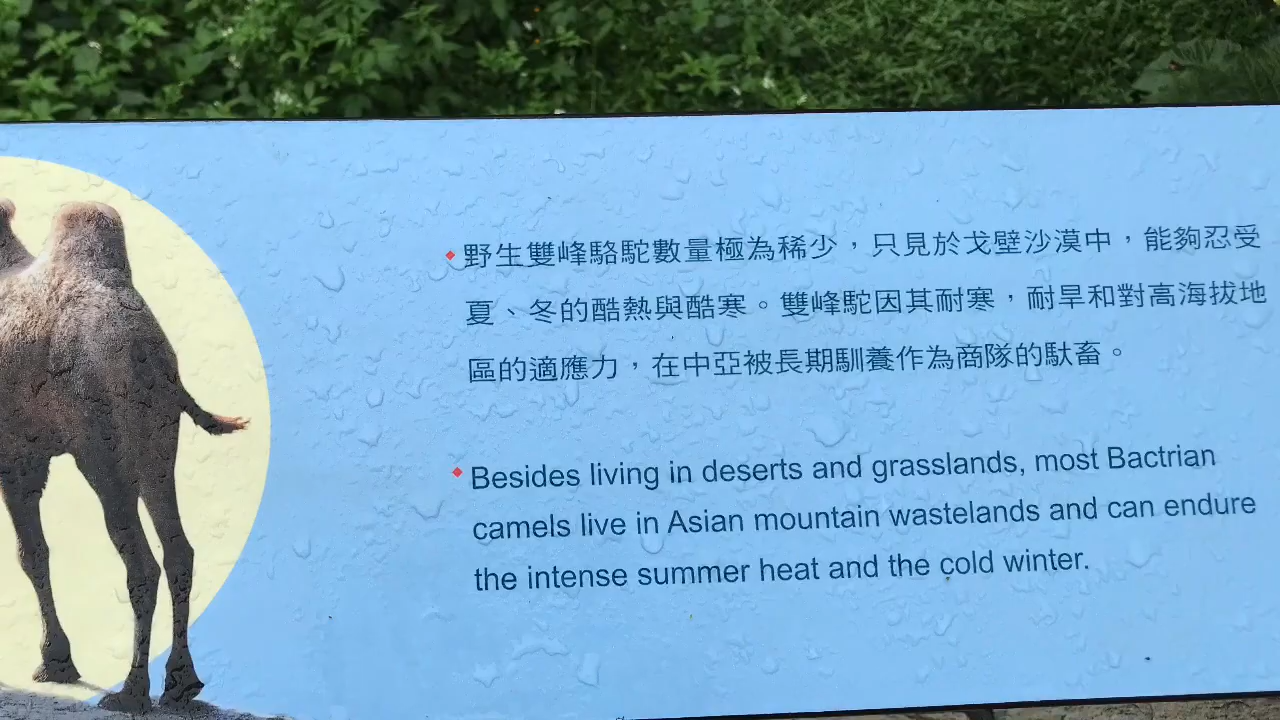 野生雙峰駱駝數量極為稀少，只見於戈壁沙漠中，能夠忍受
夏、冬的酷熱與酷寒。雙峰駝因其耐寒，耐旱和對高海拔地
區的適應力，在中亞被長期馴養作為商隊的馱畜。
Besides living in deserts and grasslands, most Bactrian
camels live in Asian mountain wastelands and can endure
the intense summer heat and the cold winter.